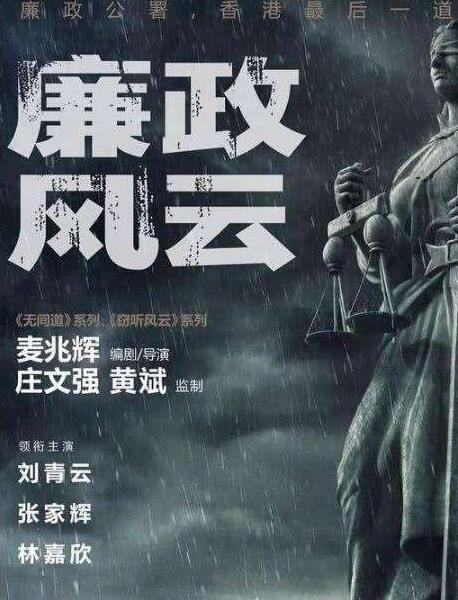 廉政公署,香港最后一道
廉政
风云
《无间道》系列、《窃听风云》系列
麦兆辉 编剧/导演
庄文强 黄斌 监制
领衔主演
刘青云
张家辉
林嘉欣